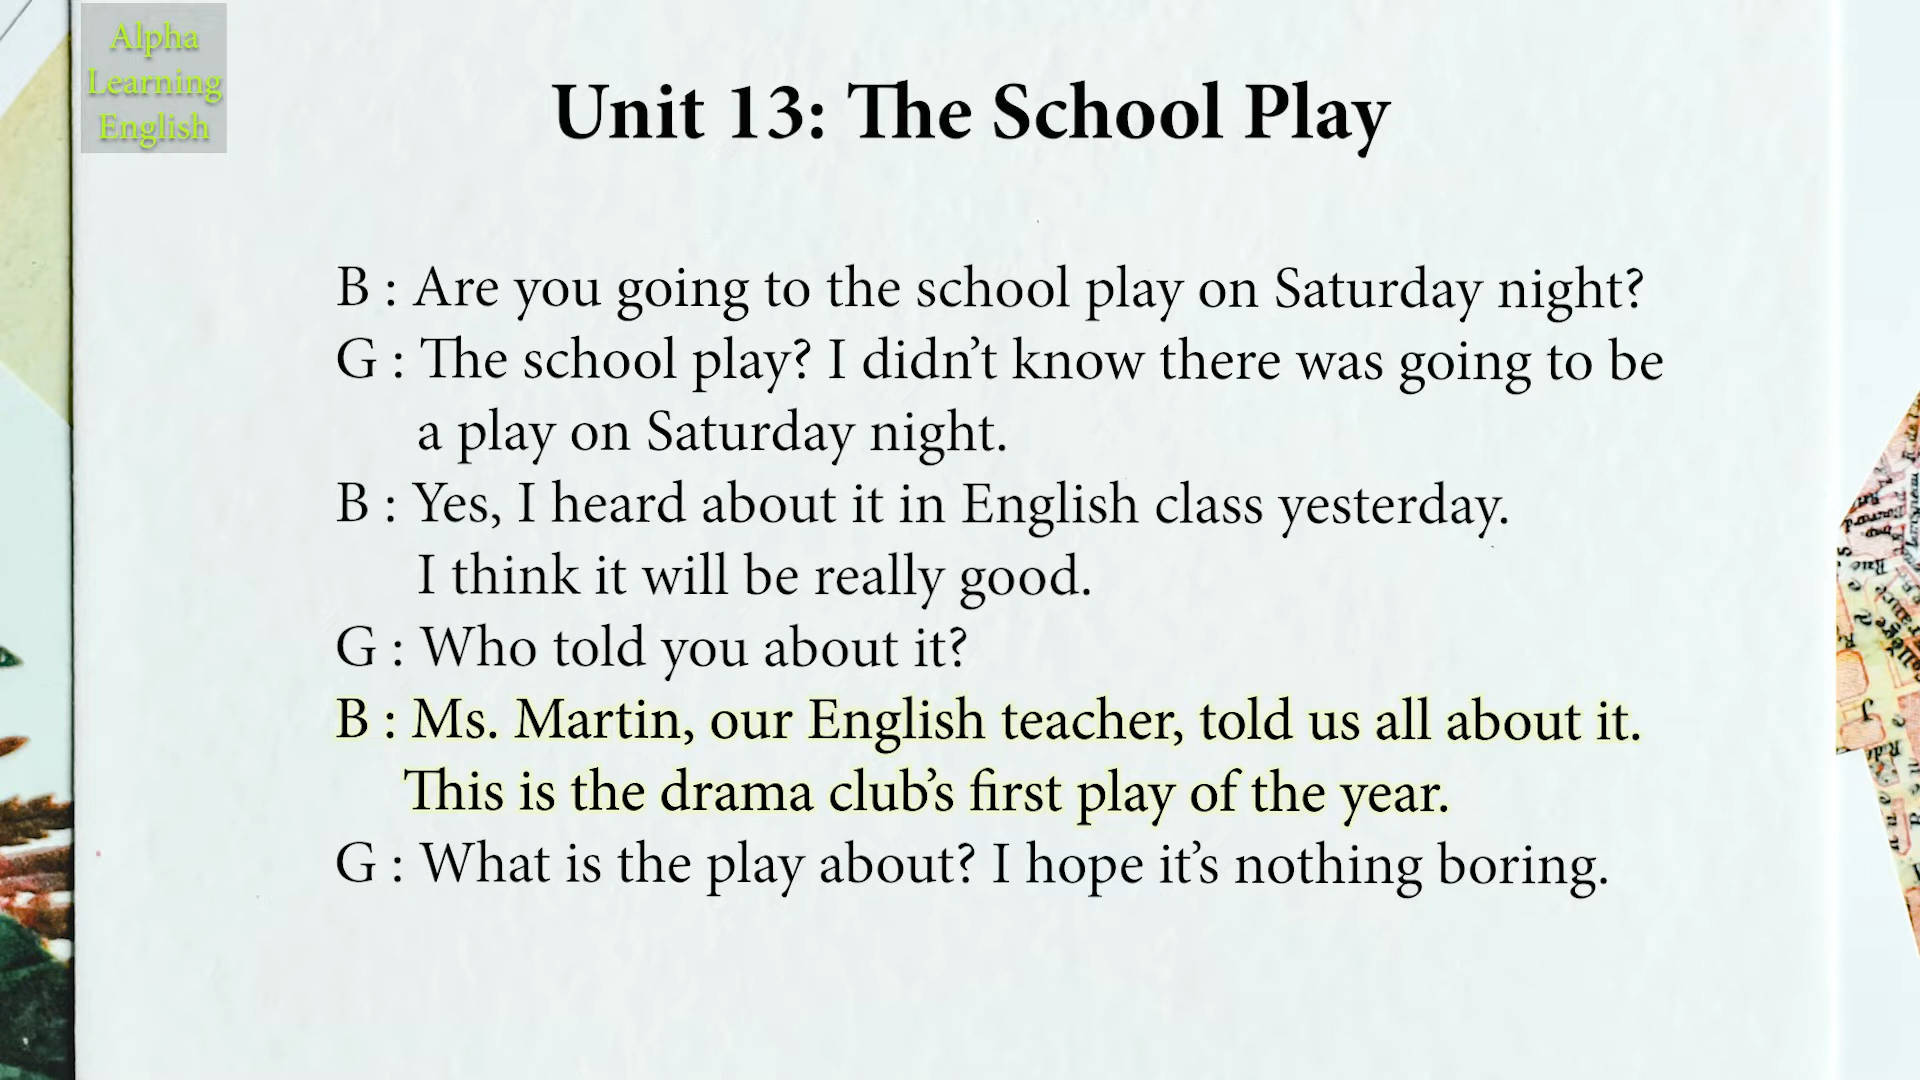 Alpha
Learning
English
Unit 13: The School Play
B : Are you going to the school play on Saturday night?
G : The school play? I didn't know there was going to be
a play on Saturday night.
B : Yes, I heard about it in English class yesterday.
I think it will be really good.
G : Who told you about it?
B : Ms. Martin, our English teacher, told us all about it.
This is the drama club's first play of the year.
G : What is the play about? I hope it's nothing boring.